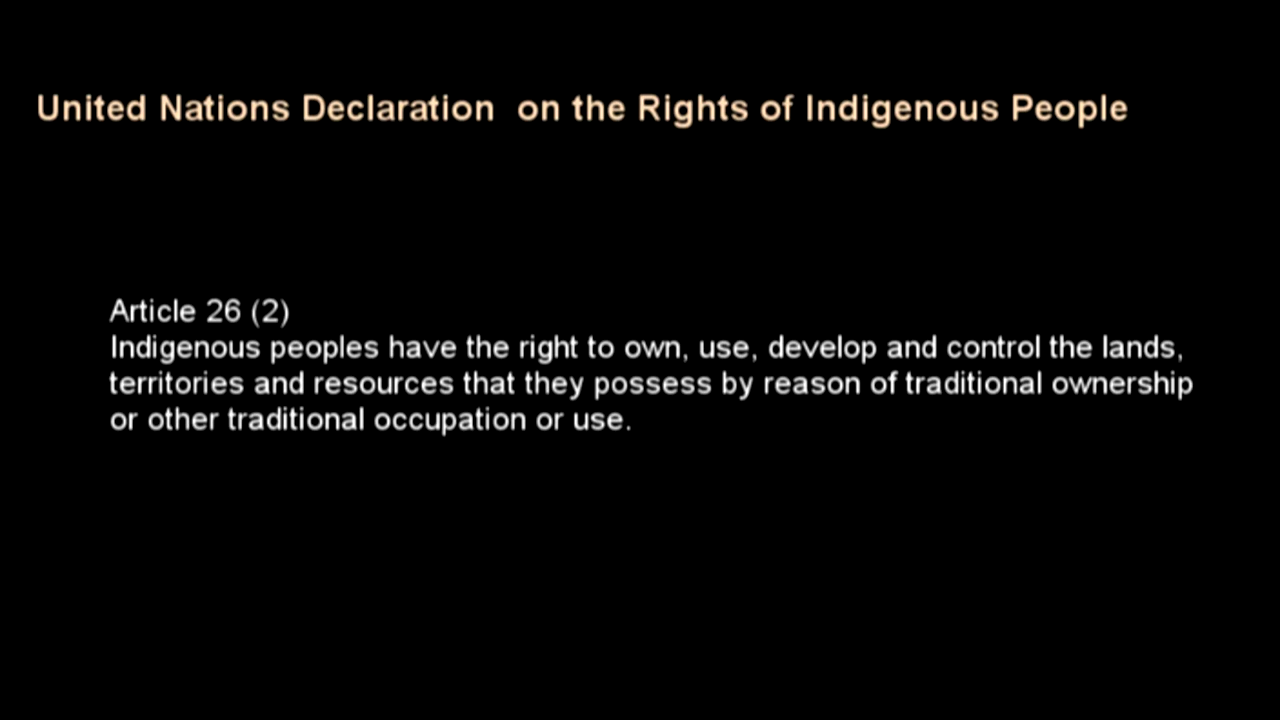 United Nations Declaration  on the Rights of Indigenous People
Article 26 (2)
Indigenous peoples have the right to own, use, develop and control the lands,
territories and resources that they possess by reason of traditional ownership
or other traditional occupation or use.